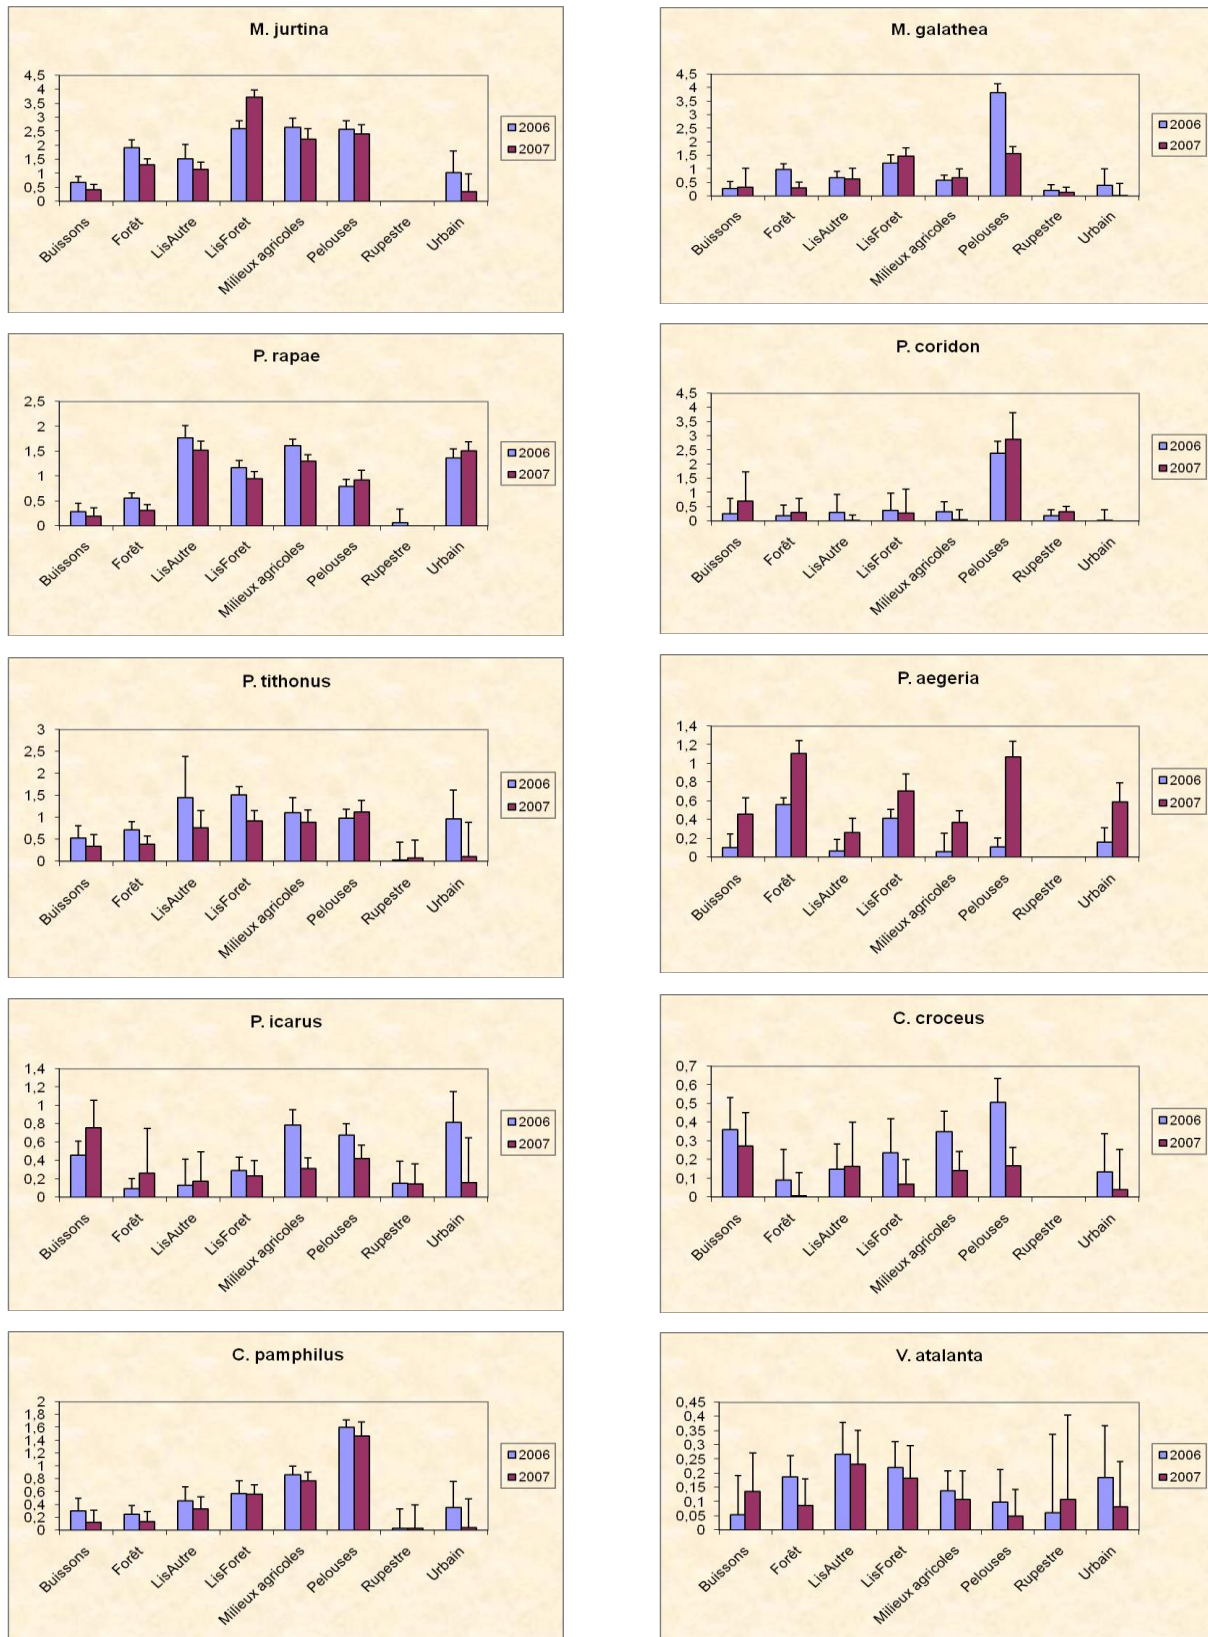 M. jurtina
4,5
4
3,5
3
2,5
2
1,5
1
0,5
0
2006
2007
Buissons
Forêt
LisAutre
LisForet
Milieux agricoles
Pelouses
Rupestre
Urbain
M. galathea
4,5
4
3,5
3
2,5
2
1,5
1
0,5
0
2006
2007
Buissons
Forêt
LisAutre
LisForet
Milieux agricoles
Pelouses
Rupestre
Urbain
P. rapae
2,5
2
1,5
1
0,5
0
2006
2007
Buissons
Forêt
LisAutre
LisForet
Milieux agricoles
Pelouses
Rupestre
Urbain
P. coridon
4,5
4
3,5
3
2,5
2
1,5
1
0,5
0
2006
2007
Buissons
Forêt
LisAutre
LisForet
Milieux agricoles
Pelouses
Rupestre
Urbain
P. tithonus
3
2,5
2
1,5
1
0,5
0
2006
2007
Buissons
Forêt
LisAutre
LisForet
Milieux agricoles
Pelouses
Rupestre
Urbain
P. aegeria
1,4
1,2
1
0,8
0,6
0,4
0,2
0
2006
2007
Buissons
Forêt
LisAutre
LisForet
Milieux agricoles
Pelouses
Rupestre
Urbain
P. icarus
1,4
1,2
1
0,8
0,6
0,4
0,2
0
2006
2007
Buissons
Forêt
LisAutre
LisForet
Milieux agricoles
Pelouses
Rupestre
Urbain
C. croceus
0,7
0,6
0,5
0,4
0,3
0,2
0,1
0
2006
2007
Buissons
Forêt
LisAutre
LisForet
Milieux agricoles
Pelouses
Rupestre
Urbain
C. pamphilus
2
1,8
1,6
1,4
1,2
1
0,8
0,6
0,4
0,2
0
2006
2007
Buissons
Forêt
LisAutre
LisForet
Milieux agricoles
Pelouses
Rupestre
Urbain
V. atalanta
0,45
0,4
0,35
0,3
0,25
0,2
0,15
0,1
0,05
0
2006
2007
Buissons
Forêt
LisAutre
LisForet
Milieux agricoles
Pelouses
Rupestre
Urbain